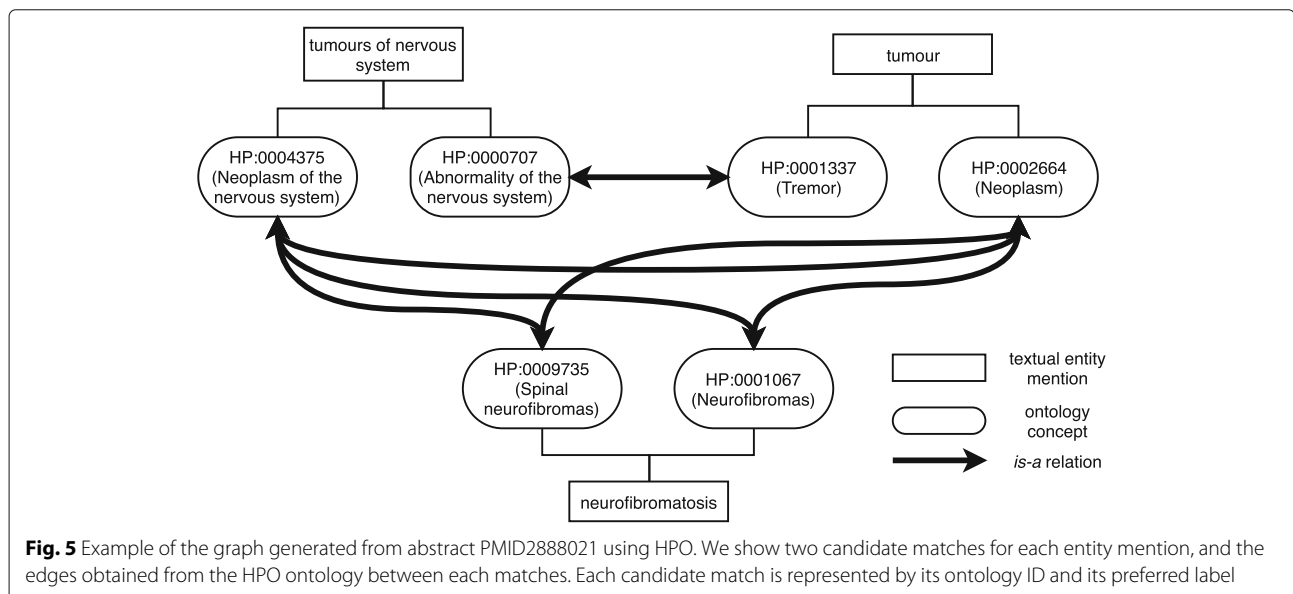 tumours of nervous
system
tumour
HP:0004375
(Neoplasm of the
nervous system)
HP:0000707
(Abnormality of the
nervous system)
HP:0001337
(Tremor)
HP:0002664
(Neoplasm)
HP:0009735
(Spinal
neurofibromas)
HP:0001067
(Neurofibromas)
neurofibromatosis
textual entity
mention
ontology
concept
is-a relation
Fig. 5 Example of the graph generated from abstract PMID2888021 using HPO. We show two candidate matches for each entity mention, and the
edges obtained from the HPO ontology between each matches. Each candidate match is represented by its ontology ID and its preferred label